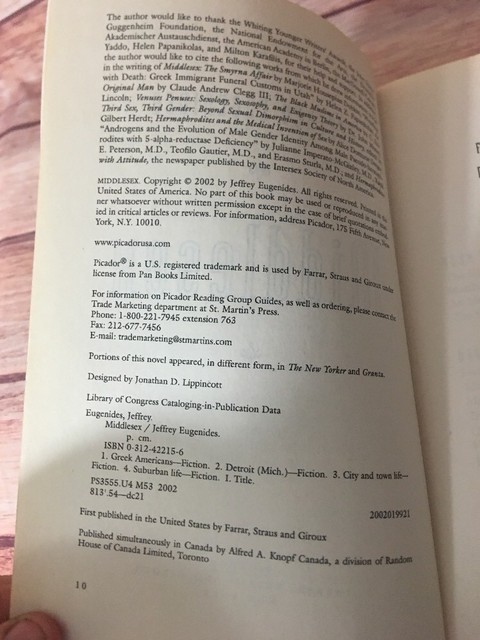 The author would like to thank the Whiting Younger Writers' Awards, the
Guggenheim Foundation, the National Endowment for the Arts,
Akademischer Austauschdienst, the American Academy in Berlin,
Yaddo, Helen Papanikolas, and Milton Karafilis, for their help and support.
the author would like to cite the following works from which he drew
in the writing of Middlesex: The Smyrna Affair by Marjorie Housepian
with Death: Greek Immigrant Funeral Customs in Utah" by Helen
Original Man by Claude Andrew Clegg III; The Black Muslims in America by C. Eric
Lincoln; Venuses Penuses: Sexology, Sexosophy, and Exigency Theory by Dr. John
Third Sex, Third Gender: Beyond Sexual Dimorphism in Culture and History
Gilbert Herdt; Hermaphrodites and the Medical Invention of Sex by Alice
"Androgens and the Evolution of Male Gender Identity Among Male Pseudohermaph-
rodites with 5-alpha-reductase Deficiency" by Julianne Imperato-McGinley, M.D.,
E. Peterson, M.D., Teofilo Gautier, M.D., and Erasmo Sturla, M.D.; and Hermaphrodites
with Attitude, the newspaper published by the Intersex Society of North America.
MIDDLESEX. Copyright © 2002 by Jeffrey Eugenides. All rights reserved. Printed in the
United States of America. No part of this book may be used or reproduced in any man-
ner whatsoever without written permission except in the case of brief quotations
ied in critical articles or reviews. For information, address Picador, 175 Fifth Avenue, New
York, N.Y. 10010.
www.picadorusa.com
Picador® is a U.S. registered trademark and is used by Farrar, Straus and Giroux under
license from Pan Books Limited.
For information on Picador Reading Group Guides, as well as ordering, please contact the
Trade Marketing department at St. Martin's Press.
Phone: 1-800-221-7945 extension 763
Fax: 212-677-7456
E-mail: trademarketing@stmartins.com
Portions of this novel appeared, in different form, in The New Yorker and Granta.
Designed by Jonathan D. Lippincott
Library of Congress Cataloging-in-Publication Data
Eugenides, Jeffrey.
Middlesex / Jeffrey Eugenides.
p. cm.
ISBN 0-312-42215-6
1. Greek Americans—Fiction. 2. Detroit (Mich.)—Fiction. 3. City and town life—
Fiction. 4. Suburban life—Fiction. I. Title.
PS3555.U4 M53 2002
813'.54—dc21
2002019921
First published in the United States by Farrar, Straus and Giroux
Published simultaneously in Canada by Alfred A. Knopf Canada, a division of Random
House of Canada Limited, Toronto
10